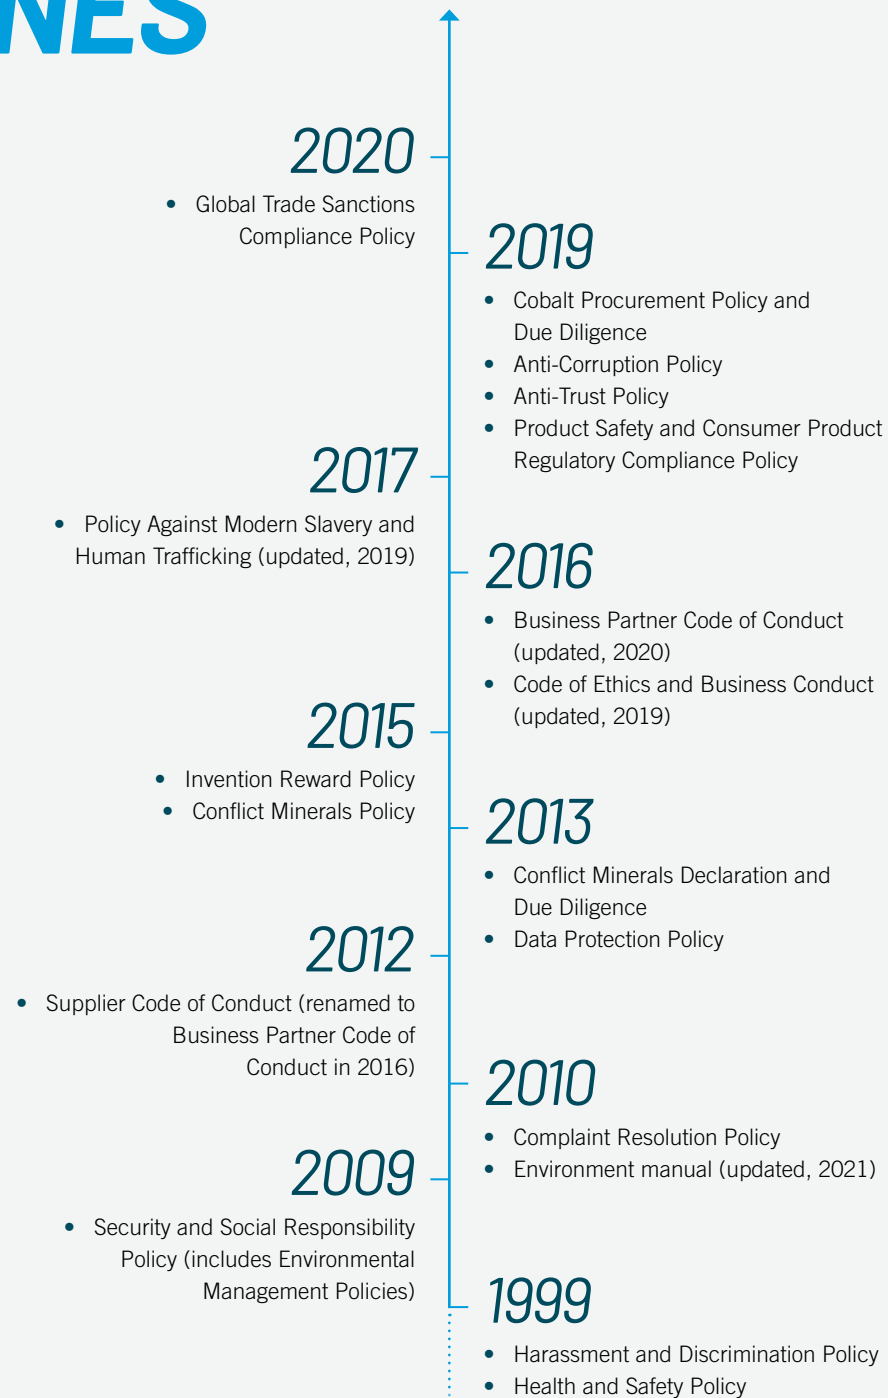 NES
2020
• Global Trade Sanctions
Compliance Policy
2019
• Cobalt Procurement Policy and
Due Diligence
• Anti-Corruption Policy
• Anti-Trust Policy
• Product Safety and Consumer Product
Regulatory Compliance Policy
2017
• Policy Against Modern Slavery and
Human Trafficking (updated, 2019)
2016
• Business Partner Code of Conduct
(updated, 2020)
• Code of Ethics and Business Conduct
(updated, 2019)
2015
• Invention Reward Policy
• Conflict Minerals Policy
2013
• Conflict Minerals Declaration and
Due Diligence
• Data Protection Policy
2012
• Supplier Code of Conduct (renamed to
Business Partner Code of
Conduct in 2016)
2010
• Complaint Resolution Policy
• Environment manual (updated, 2021)
2009
• Security and Social Responsibility
Policy (includes Environmental
Management Policies)
1999
• Harassment and Discrimination Policy
• Health and Safety Policy